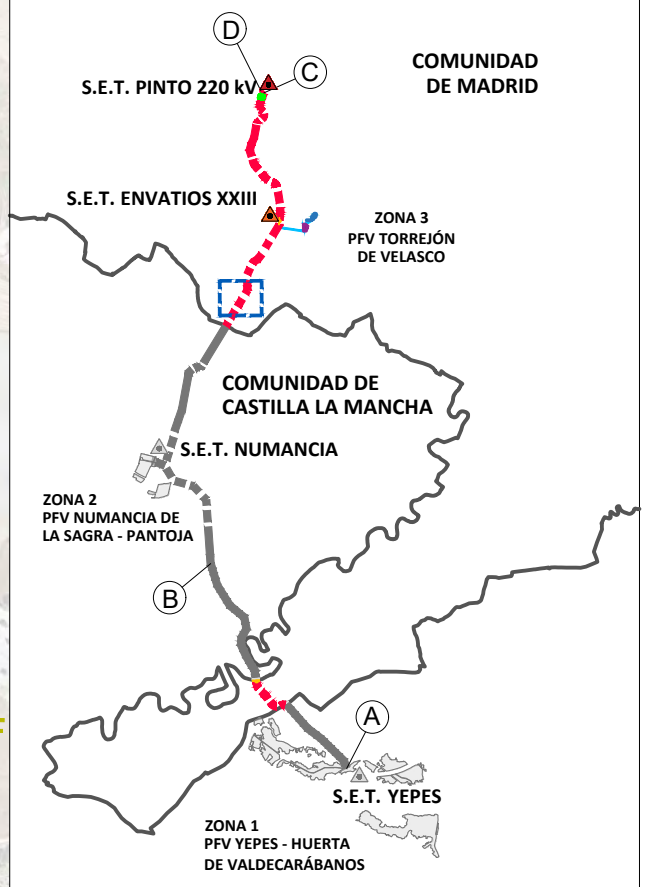 D
C
COMUNIDAD
DE MADRID
S.E.T. PINTO 220 kV
S.E.T. ENVATIOS XXIII
ZONA 3
PFV TORREJÓN
DE VELASCO
COMUNIDAD DE
CASTILLA LA MANCHA
S.E.T. NUMANCIA
ZONA 2
PFV NUMANCIA DE
LA SAGRA - PANTOJA
B
A
S.E.T. YEPES
ZONA 1
PFV YEPES - HUERTA
DE VALDECARÁBANOS